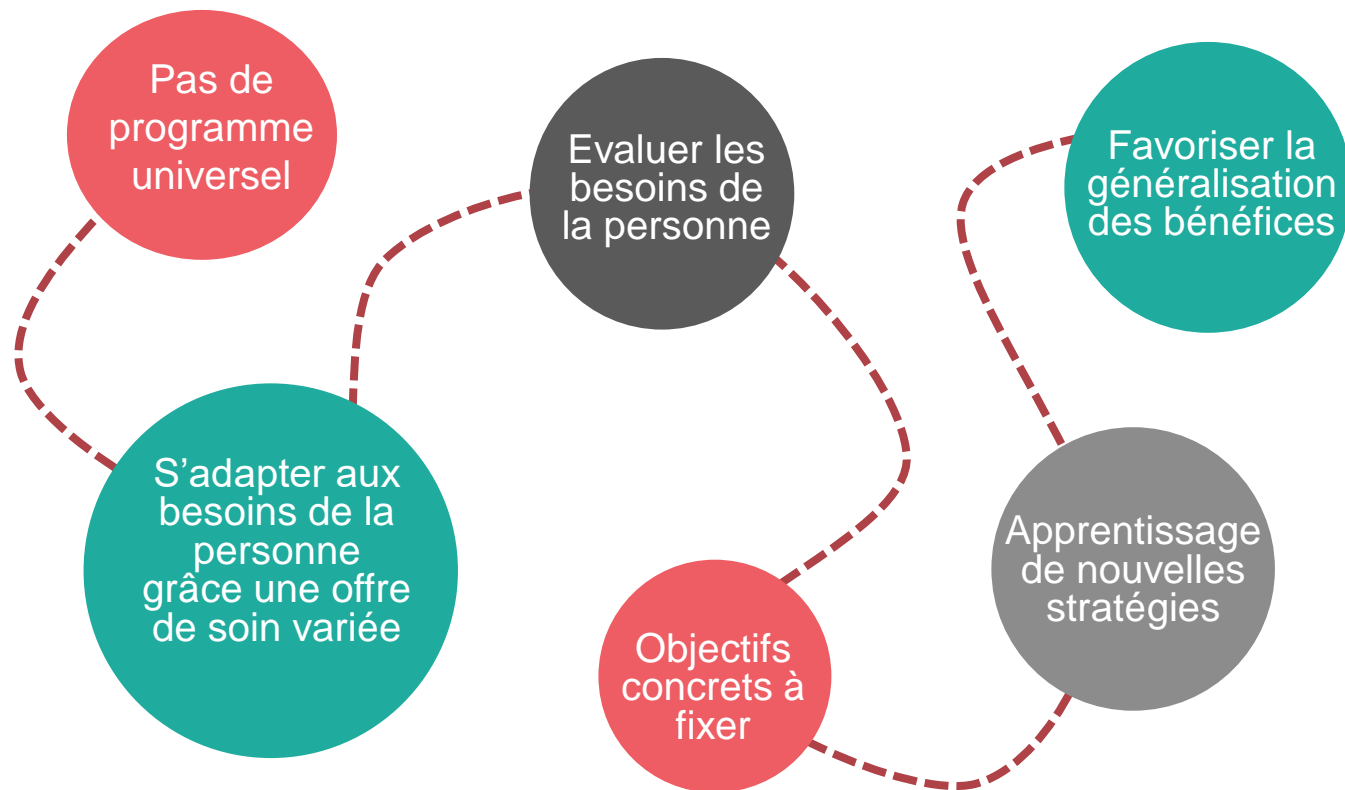 Pas de
programme
universel
S’adapter aux
besoins de la
personne
grâce une offre
de soin variée
Evaluer les
besoins de
la personne
Objectifs
concrets à
fixer
Apprentissage
de nouvelles
stratégies
Favoriser la
généralisation
des bénéfices